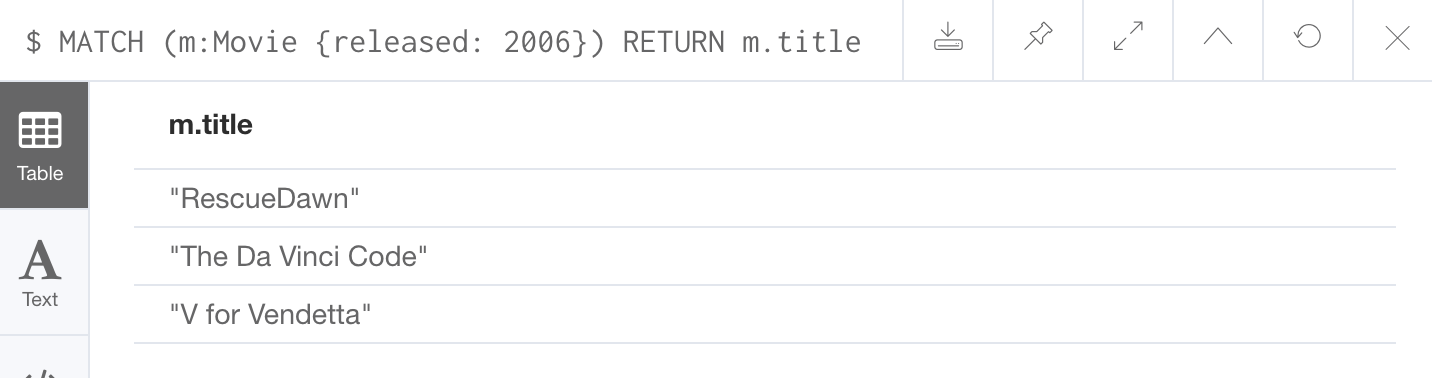 $ MATCH (m:Movie {released: 2006}) RETURN m.title
m.title
Table
"RescueDawn"
"The Da Vinci Code"
Text
"V for Vendetta"